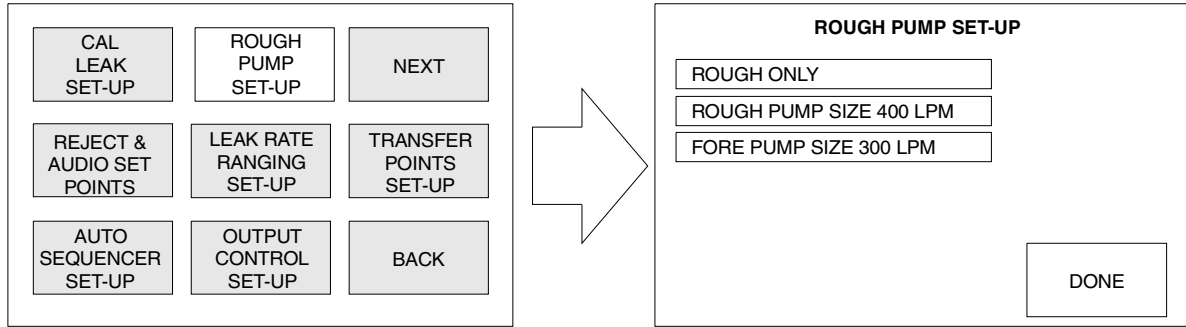 CAL
LEAK
SET-UP
ROUGH
PUMP
SET-UP
NEXT
REJECT &
AUDIO SET
POINTS
LEAK RATE
RANGING
SET-UP
TRANSFER
POINTS
SET-UP
AUTO
SEQUENCER
SET-UP
OUTPUT
CONTROL
SET-UP
BACK
ROUGH PUMP SET-UP
ROUGH ONLY
ROUGH PUMP SIZE 400 LPM
FORE PUMP SIZE 300 LPM
DONE